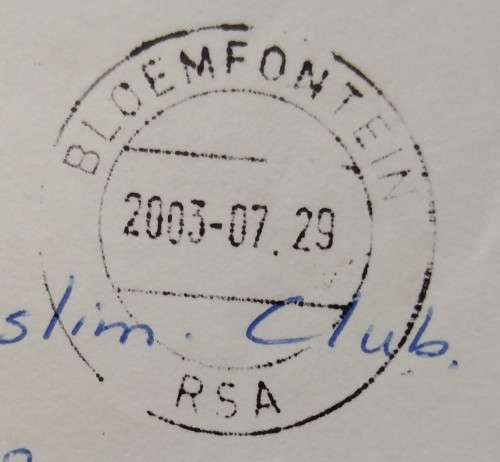 BLOEMFONTEIN
2003-07.29
slim. Club.
RSA